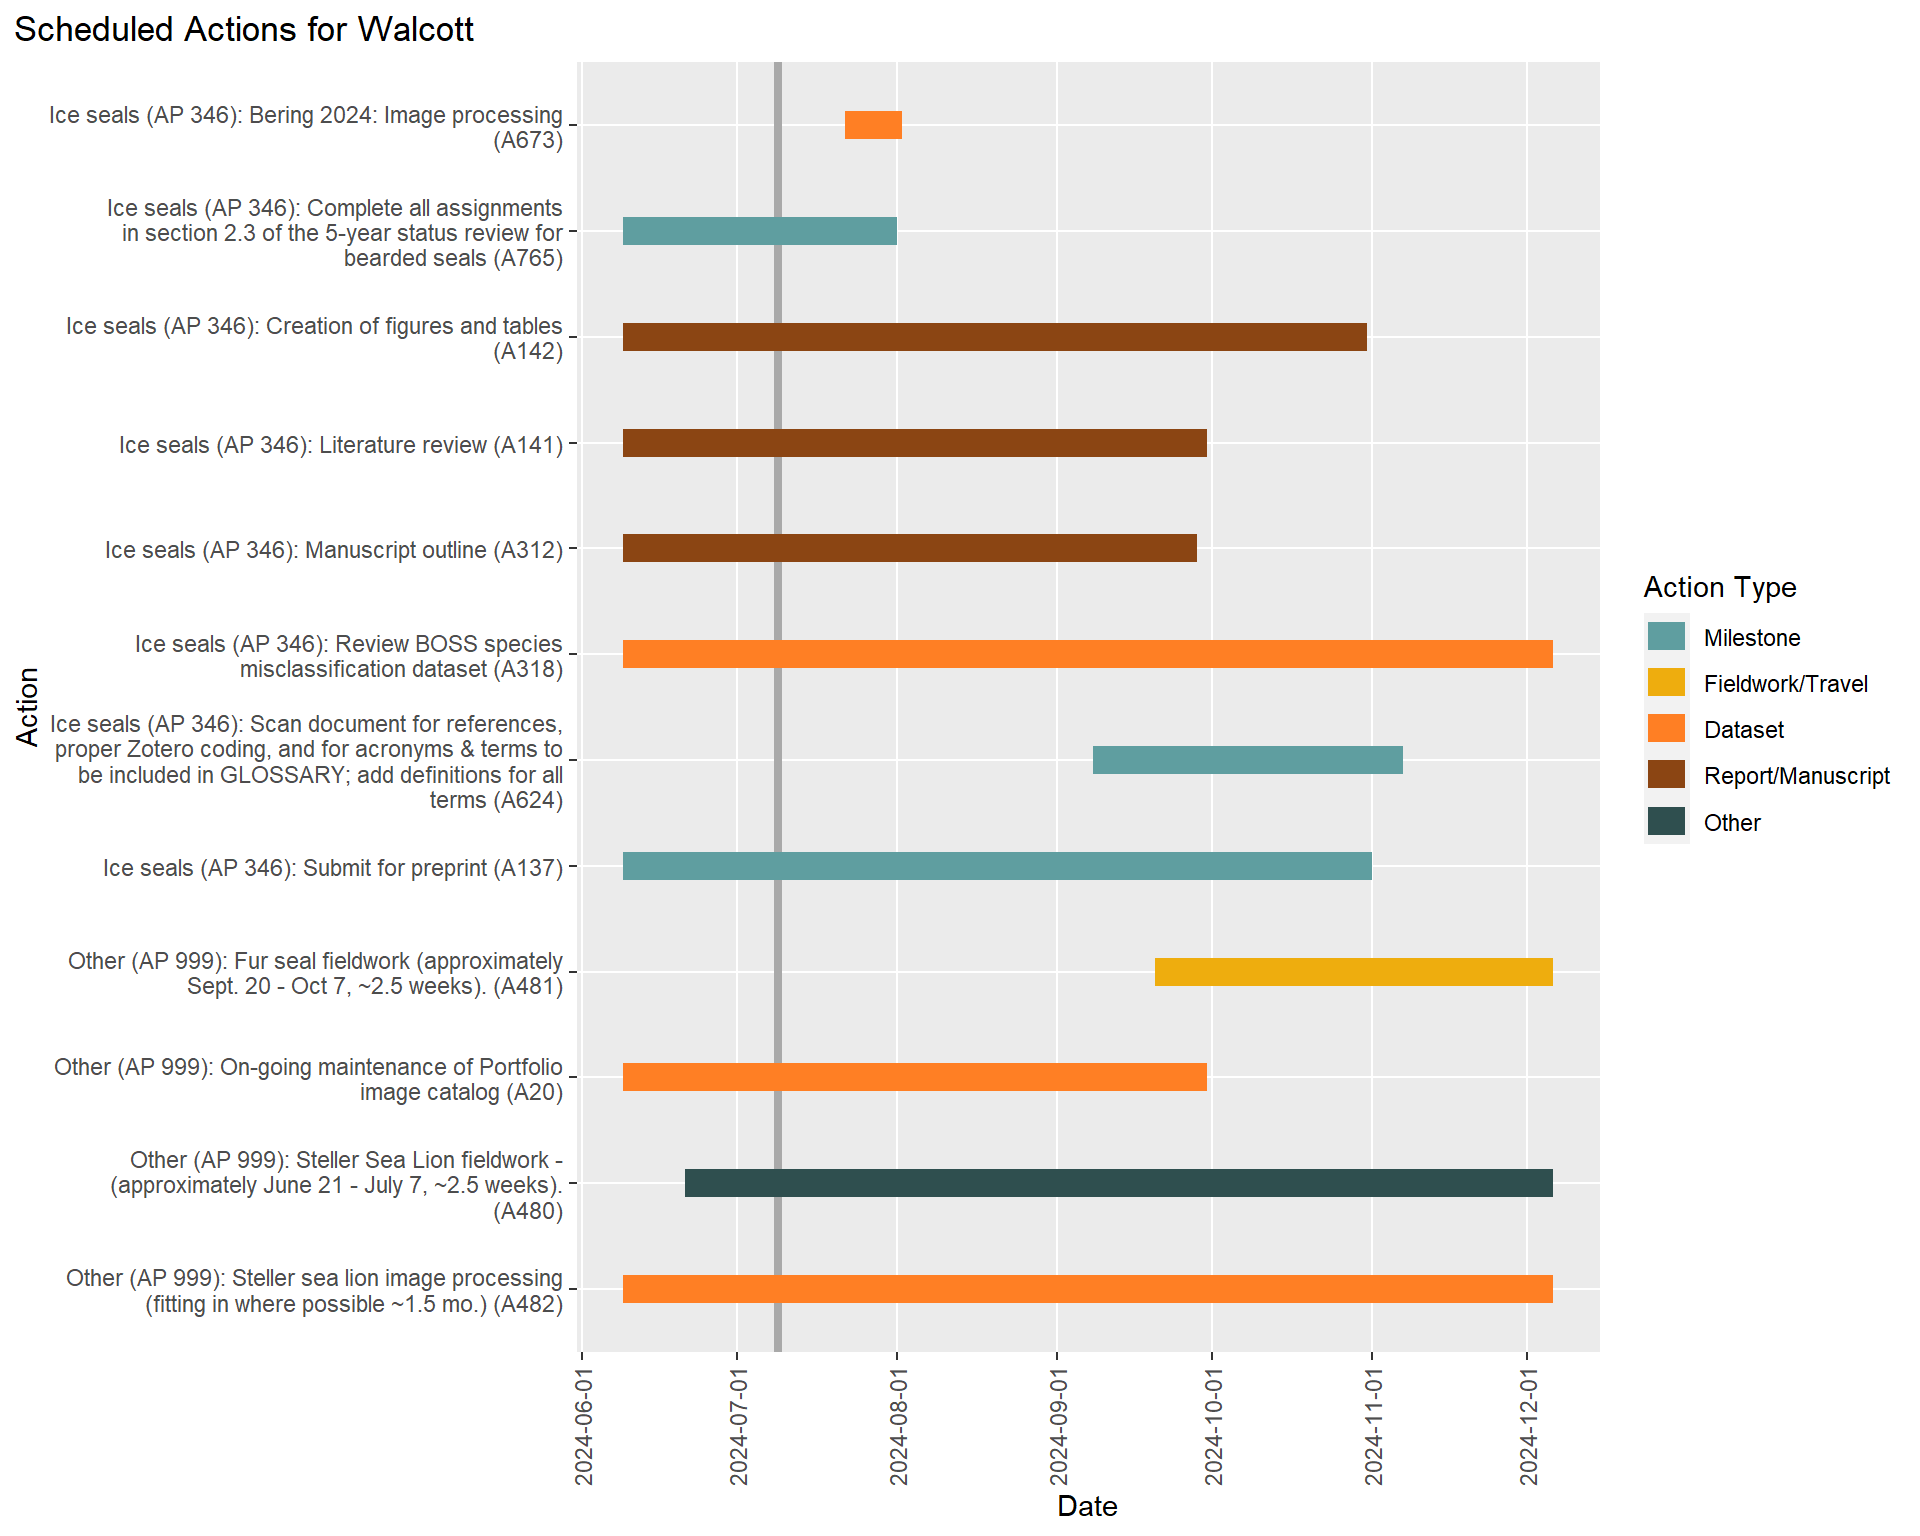 Scheduled Actions for Walcott
Ice seals (AP 346): Bering 2024: Image processing
(A673)
Ice seals (AP 346): Complete all assignments
in section 2.3 of the 5-year status review for
bearded seals (A765)
Ice seals (AP 346): Creation of figures and tables
(A142)
Ice seals (AP 346): Literature review (A141)
Ice seals (AP 346): Manuscript outline (A312)
Ice seals (AP 346): Review BOSS species
misclassification dataset (A318)
Ice seals (AP 346): Scan document for references,
proper Zotero coding, and for acronyms & terms to
be included in GLOSSARY; add definitions for all
terms (A624)
Ice seals (AP 346): Submit for preprint (A137)
Other (AP 999): Fur seal fieldwork (approximately
Sept. 20 - Oct 7, ~2.5 weeks). (A481)
Other (AP 999): On-going maintenance of Portfolio
image catalog (A20)
Other (AP 999): Steller Sea Lion fieldwork -
(approximately June 21 - July 7, ~2.5 weeks).
(A480)
Other (AP 999): Steller sea lion image processing
(fitting in where possible ~1.5 mo.) (A482)
Action
2024-06-01
2024-07-01
2024-08-01
2024-09-01
2024-10-01
2024-11-01
2024-12-01
Date
Action Type
Milestone
Fieldwork/Travel
Dataset
Report/Manuscript
Other